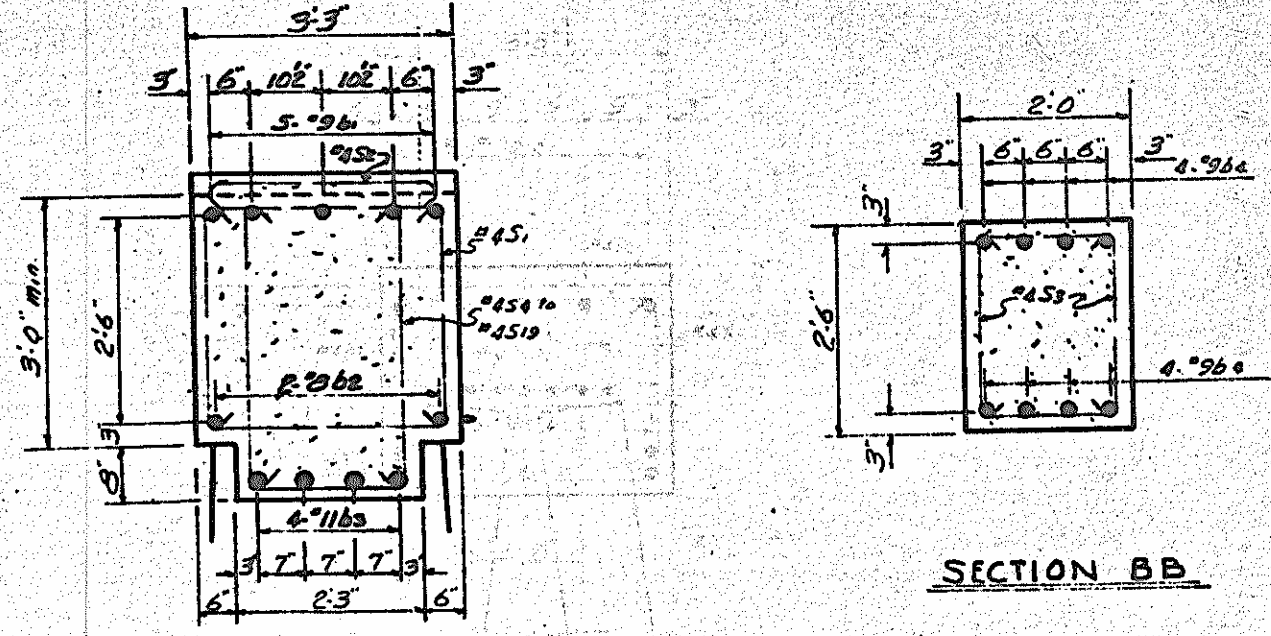 3'-3"
3" 6" 10½" 10½" 6" 3"
5-#9b1
#4S2
#4S1
#4S4 to
#4S19
3'-0" min.
2'-6"
2-#8b2
3"
8"
4-#11b3
3" 7" 7" 7" 3"
6" 2'-3" 6"
2'-0"
3" 6" 6" 6" 3"
4-#9b4
3"
2'-6"
#4S3
4-#9b4
3"
SECTION BB